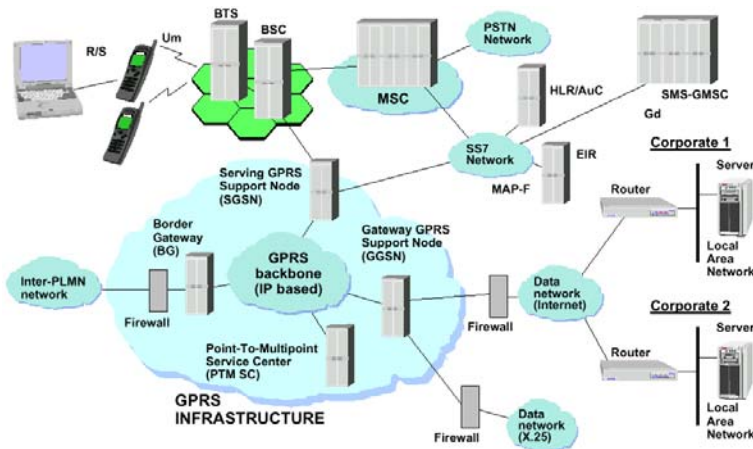 BTS
BSC
PSTN
Network
R/S
Um
MSC
HLR/AuC
SMS-GMSC
Gd
SS7
Network
EIR
MAP-F
Corporate 1
Server
Router
Local
Area
Network
Serving GPRS
Support Node
(SGSN)
Border
Gateway
(BG)
Gateway GPRS
Support Node
(GGSN)
GPRS
backbone
(IP based)
Inter-PLMN
network
Firewall
Data
network
(Internet)
Firewall
Corporate 2
Server
Router
Local
Area
Network
Point-To-Multipoint
Service Center
(PTM SC)
GPRS
INFRASTRUCTURE
Firewall
Data
network
(X.25)